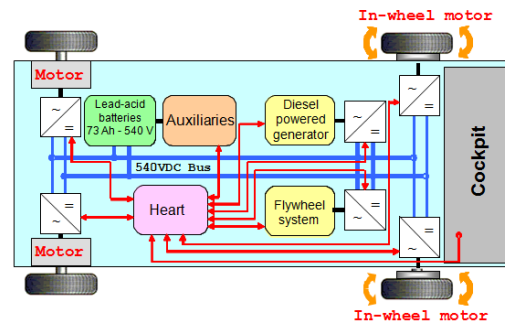 In-wheel motor
Motor
Lead-acid
batteries
73 Ah - 540 V
Auxiliaries
Diesel
powered
generator
~
=
~
=
~
=
540VDC Bus
Cockpit
Heart
Flywheel
system
~
=
~
=
~
=
Motor
In-wheel motor